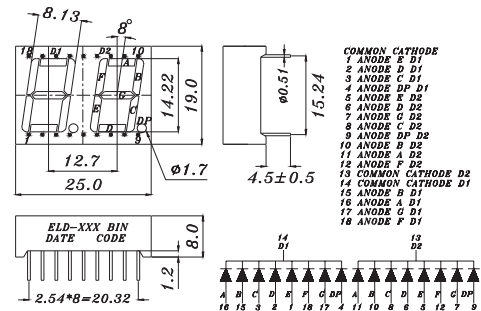 8.13
8°
18 D1 D2 10
A
F B
G
E C
D DP
1 9
14.22
19.0
12.7
ø1.7
25.0
ø0.51
15.24
4.5±0.5
COMMON CATHODE
1 ANODE E D1
2 ANODE D D1
3 ANODE C D1
4 ANODE DP D1
5 ANODE E D2
6 ANODE D D2
7 ANODE G D2
8 ANODE C D2
9 ANODE DP D2
10 ANODE B D2
11 ANODE A D2
12 ANODE F D2
13 COMMON CATHODE D2
14 COMMON CATHODE D1
15 ANODE B D1
16 ANODE A D1
17 ANODE G D1
18 ANODE F D1
ELD-XXX BIN
DATE CODE
8.0
1.2
2.54*8=20.32
14 13
D1 D2
A B C D E F G DP A B C D E F G DP
16 15 3 2 1 18 17 4 11 10 8 6 5 12 7 9